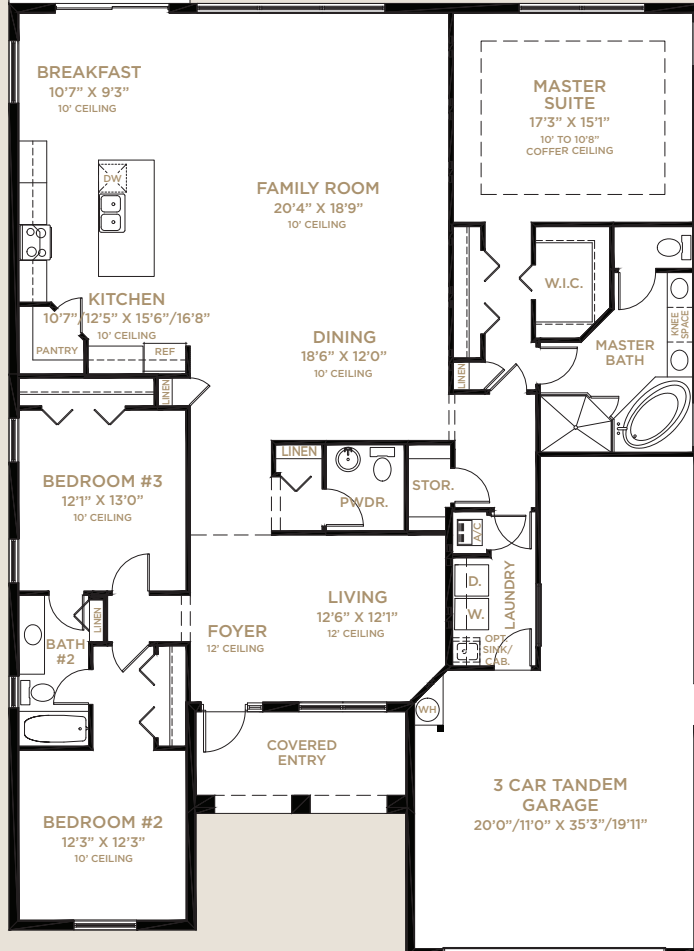 BREAKFAST
10'7" X 9'3"
10' CEILING
MASTER
SUITE
17'3" X 15'1"
10' TO 10'8"
COFFER CEILING
DW
FAMILY ROOM
20'4" X 18'9"
10' CEILING
KITCHEN
10'7"/12'5" X 15'6"/16'8"
10' CEILING
PANTRY
REF
W.I.C.
KNEE
SPACE
MASTER
BATH
DINING
18'6" X 12'0"
10' CEILING
LINEN
LINEN
LINEN
PWDR.
STOR.
BEDROOM #3
12'1" X 13'0"
10' CEILING
A/C
LAUNDRY
D.
W.
OPT
SINK/
CAB.
LIVING
12'6" X 12'1"
12' CEILING
FOYER
12' CEILING
LINEN
BATH
#2
WH
COVERED
ENTRY
3 CAR TANDEM
GARAGE
20'0"/11'0" X 35'3"/19'11"
BEDROOM #2
12'3" X 12'3"
10' CEILING